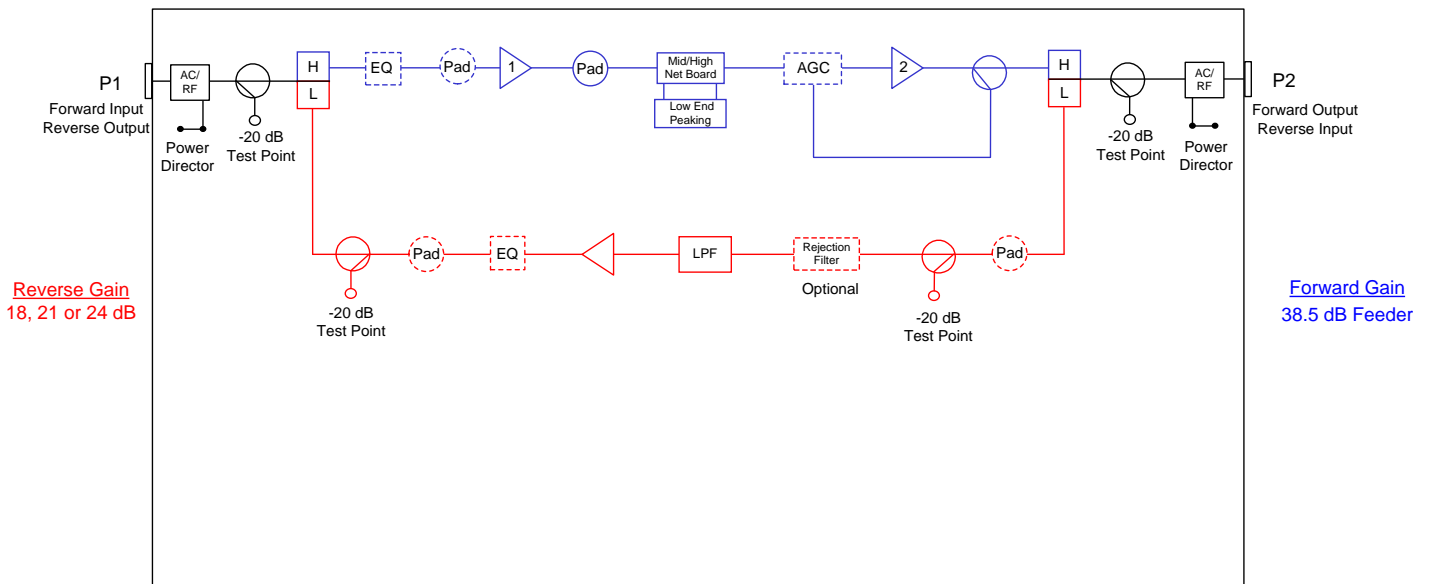 P1
Forward Input
Reverse Output
AC/
RF
Power
Director
-20 dB
Test Point
H
L
EQ
Pad
1
Pad
Mid/High
Net Board
Low End
Peaking
AGC
2
H
L
-20 dB
Test Point
AC/
RF
Power
Director
P2
Forward Output
Reverse Input
-20 dB
Test Point
Pad
EQ
LPF
Rejection
Filter
Optional
-20 dB
Test Point
Pad
Reverse Gain
18, 21 or 24 dB
Forward Gain
38.5 dB Feeder